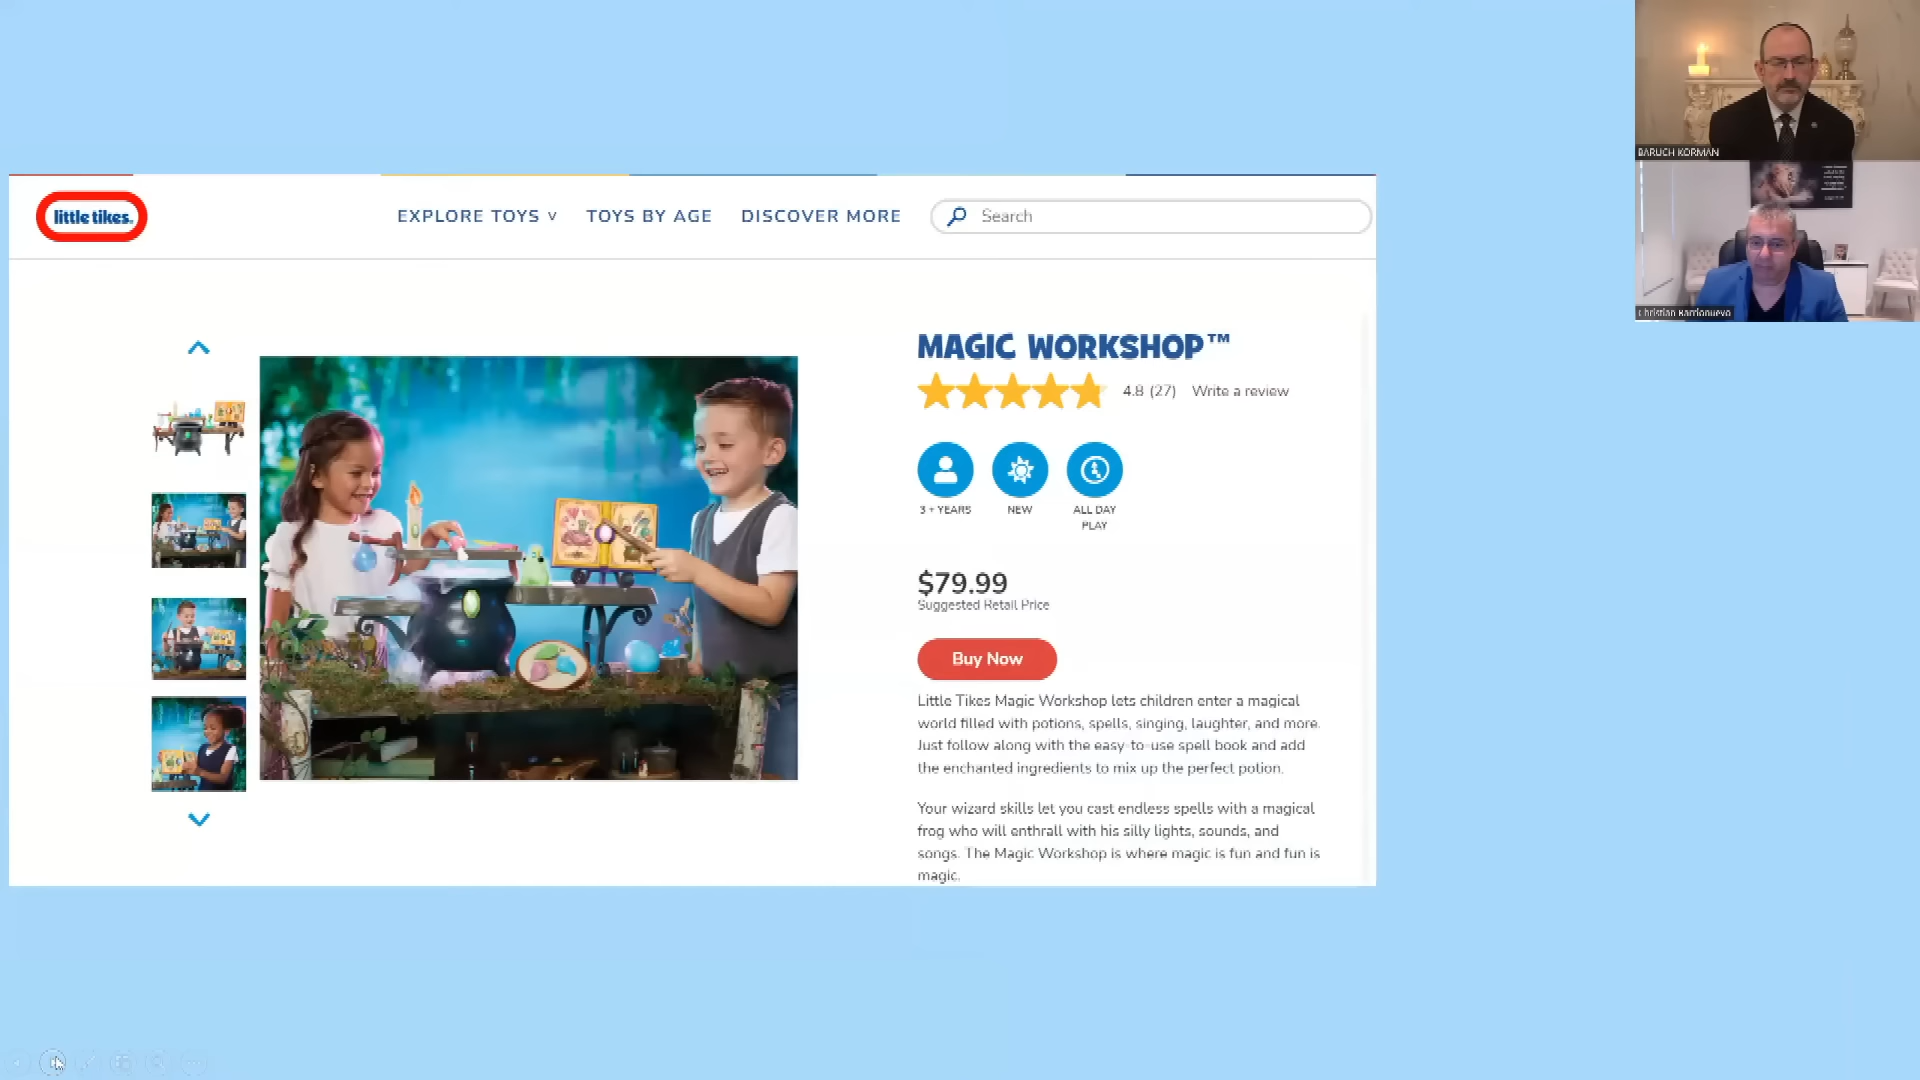 little tikes.
EXPLORE TOYS v TOYS BY AGE DISCOVER MORE Search
MAGIC WORKSHOP™
4.8 (27) Write a review
3 + YEARS NEW ALL DAY PLAY
$79.99
Suggested Retail Price
Buy Now
Little Tikes Magic Workshop lets children enter a magical
world filled with potions, spells, singing, laughter, and more.
Just follow along with the easy-to-use spell book and add
the enchanted ingredients to mix up the perfect potion.
Your wizard skills let you cast endless spells with a magical
frog who will enthrall with his silly lights, sounds, and
songs. The Magic Workshop is where magic is fun and fun is
magic.
BARUCH KORMAN
Christian Barrionuevo